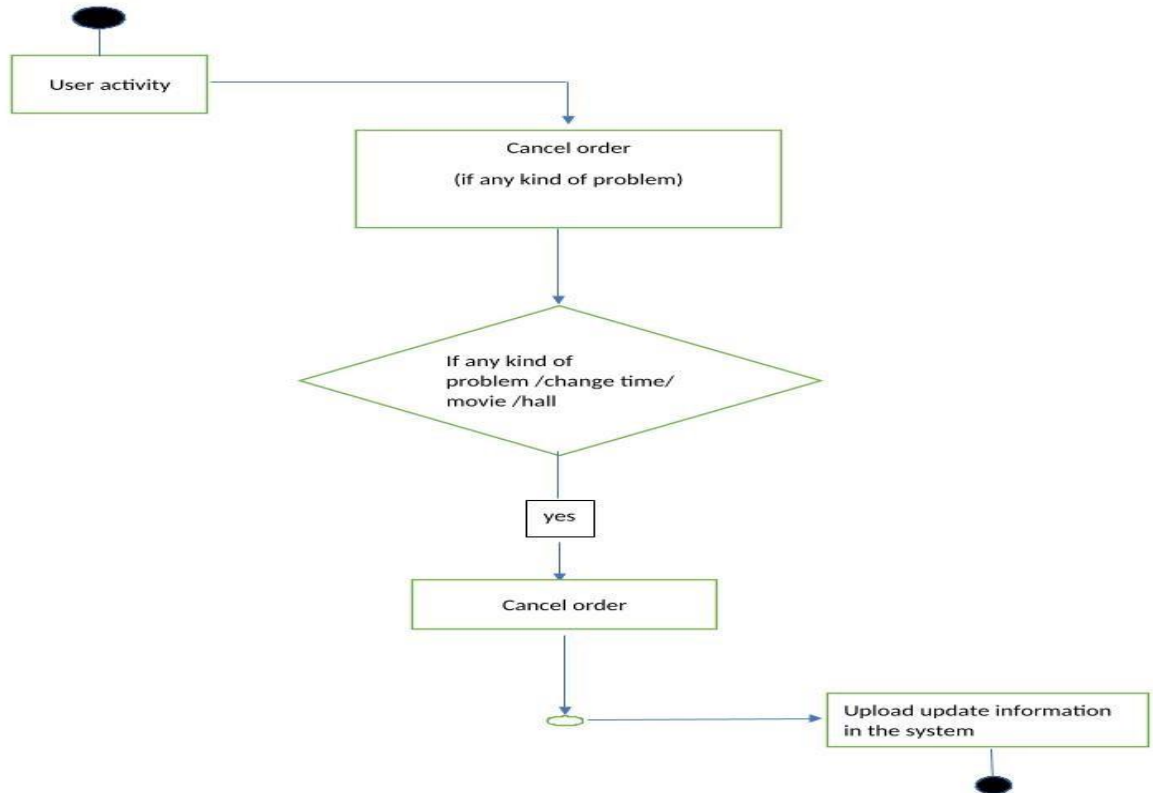 User activity
Cancel order
(if any kind of problem)
If any kind of
problem /change time/
movie /hall
yes
Cancel order
Upload update information
in the system